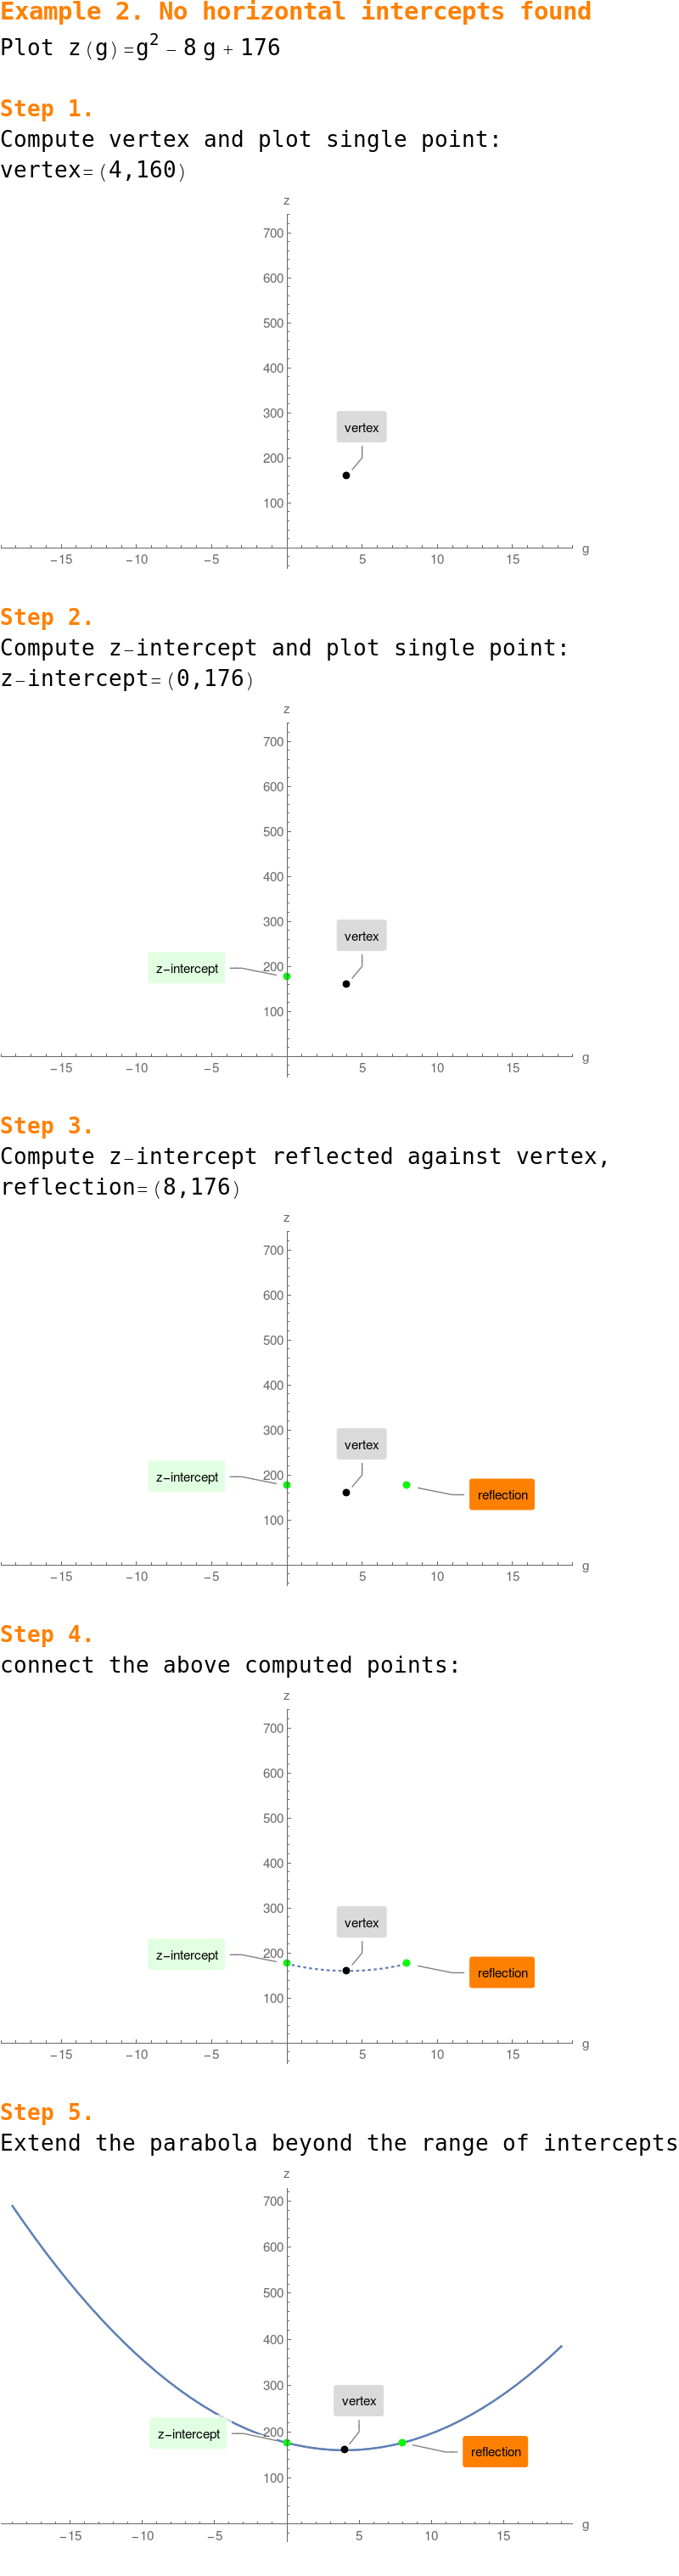 Example 2. No horizontal intercepts found
Plot z(g)=g² − 8 g + 176
Step 1.
Compute vertex and plot single point:
vertex=(4,160)
z
700
600
500
400
300
vertex
200
100
g
−15 −10 −5 5 10 15
Step 2.
Compute z−intercept and plot single point:
z−intercept=(0,176)
z
700
600
500
400
300
vertex
200
z−intercept
100
g
−15 −10 −5 5 10 15
Step 3.
Compute z−intercept reflected against vertex,
reflection=(8,176)
z
700
600
500
400
300
vertex
200
z−intercept
reflection
100
g
−15 −10 −5 5 10 15
Step 4.
connect the above computed points:
z
700
600
500
400
300
vertex
200
z−intercept
reflection
100
g
−15 −10 −5 5 10 15
Step 5.
Extend the parabola beyond the range of intercepts
z
700
600
500
400
300
vertex
200
z−intercept
reflection
100
g
−15 −10 −5 5 10 15